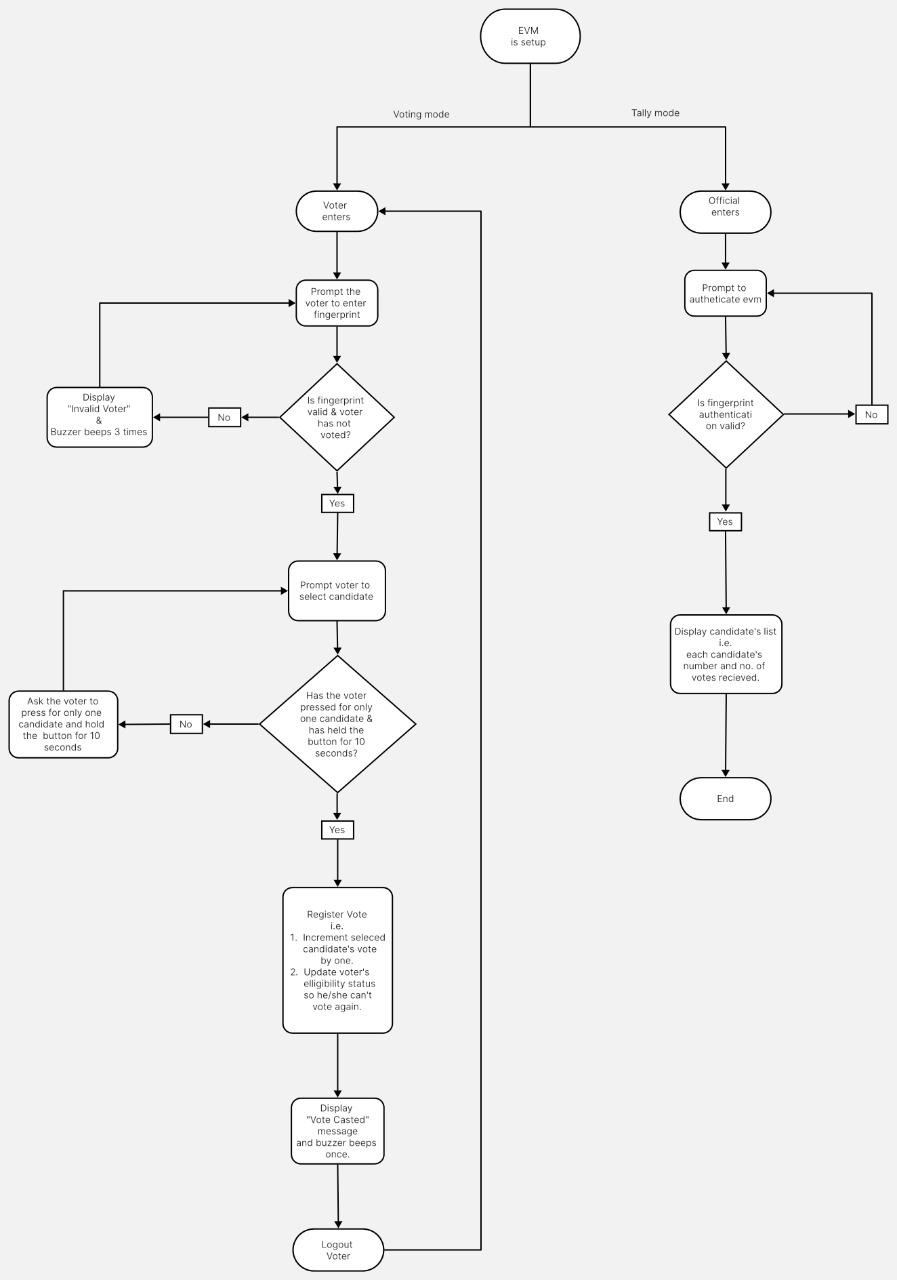 EVM
is setup
Voting mode
Tally mode
Voter
enters
Official
enters
Prompt the
voter to enter
fingerprint
Prompt to
autheticate evm
Display
"Invalid Voter"
&
Buzzer beeps 3 times
No
Is fingerprint
valid & voter
has not
voted?
Is fingerprint
authenticati
on valid?
No
Yes
Yes
Prompt voter to
select candidate
Display candidate's list
i.e.
each candidate's
number and no. of
votes recieved.
Ask the voter to
press for only one
candidate and hold
the button for 10
seconds
No
Has the voter
pressed for only
one candidate &
has held the
button for 10
seconds?
End
Yes
Register Vote
i.e.
1. Increment seleced
candidate's vote
by one.
2. Update voter's
elligibility status
so he/she can't
vote again.
Display
"Vote Casted"
message
and buzzer beeps
once.
Logout
Voter